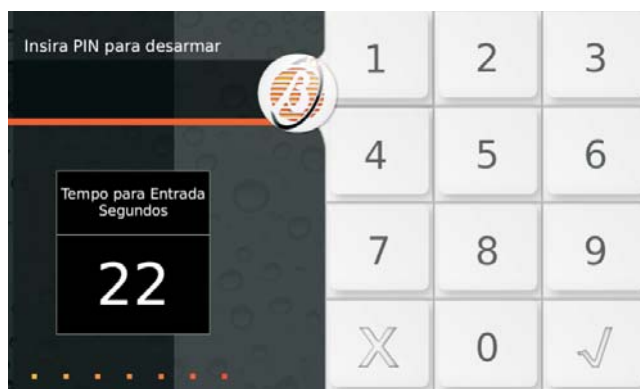 Insira PIN para desarmar
Tempo para Entrada
Segundos
22
1 2 3
4 5 6
7 8 9
X 0 √